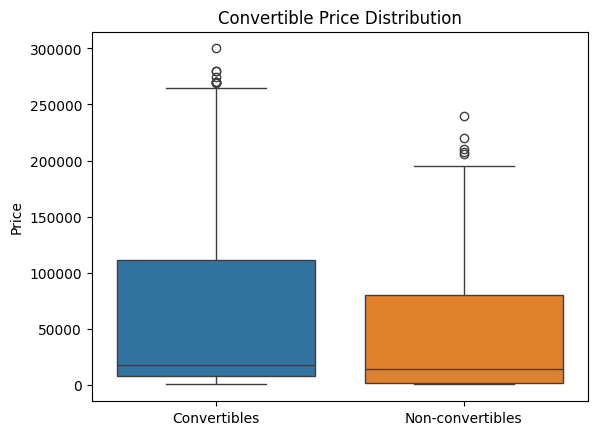 Convertible Price Distribution
300000
250000
200000
150000
100000
50000
0
Price
Convertibles
Non-convertibles